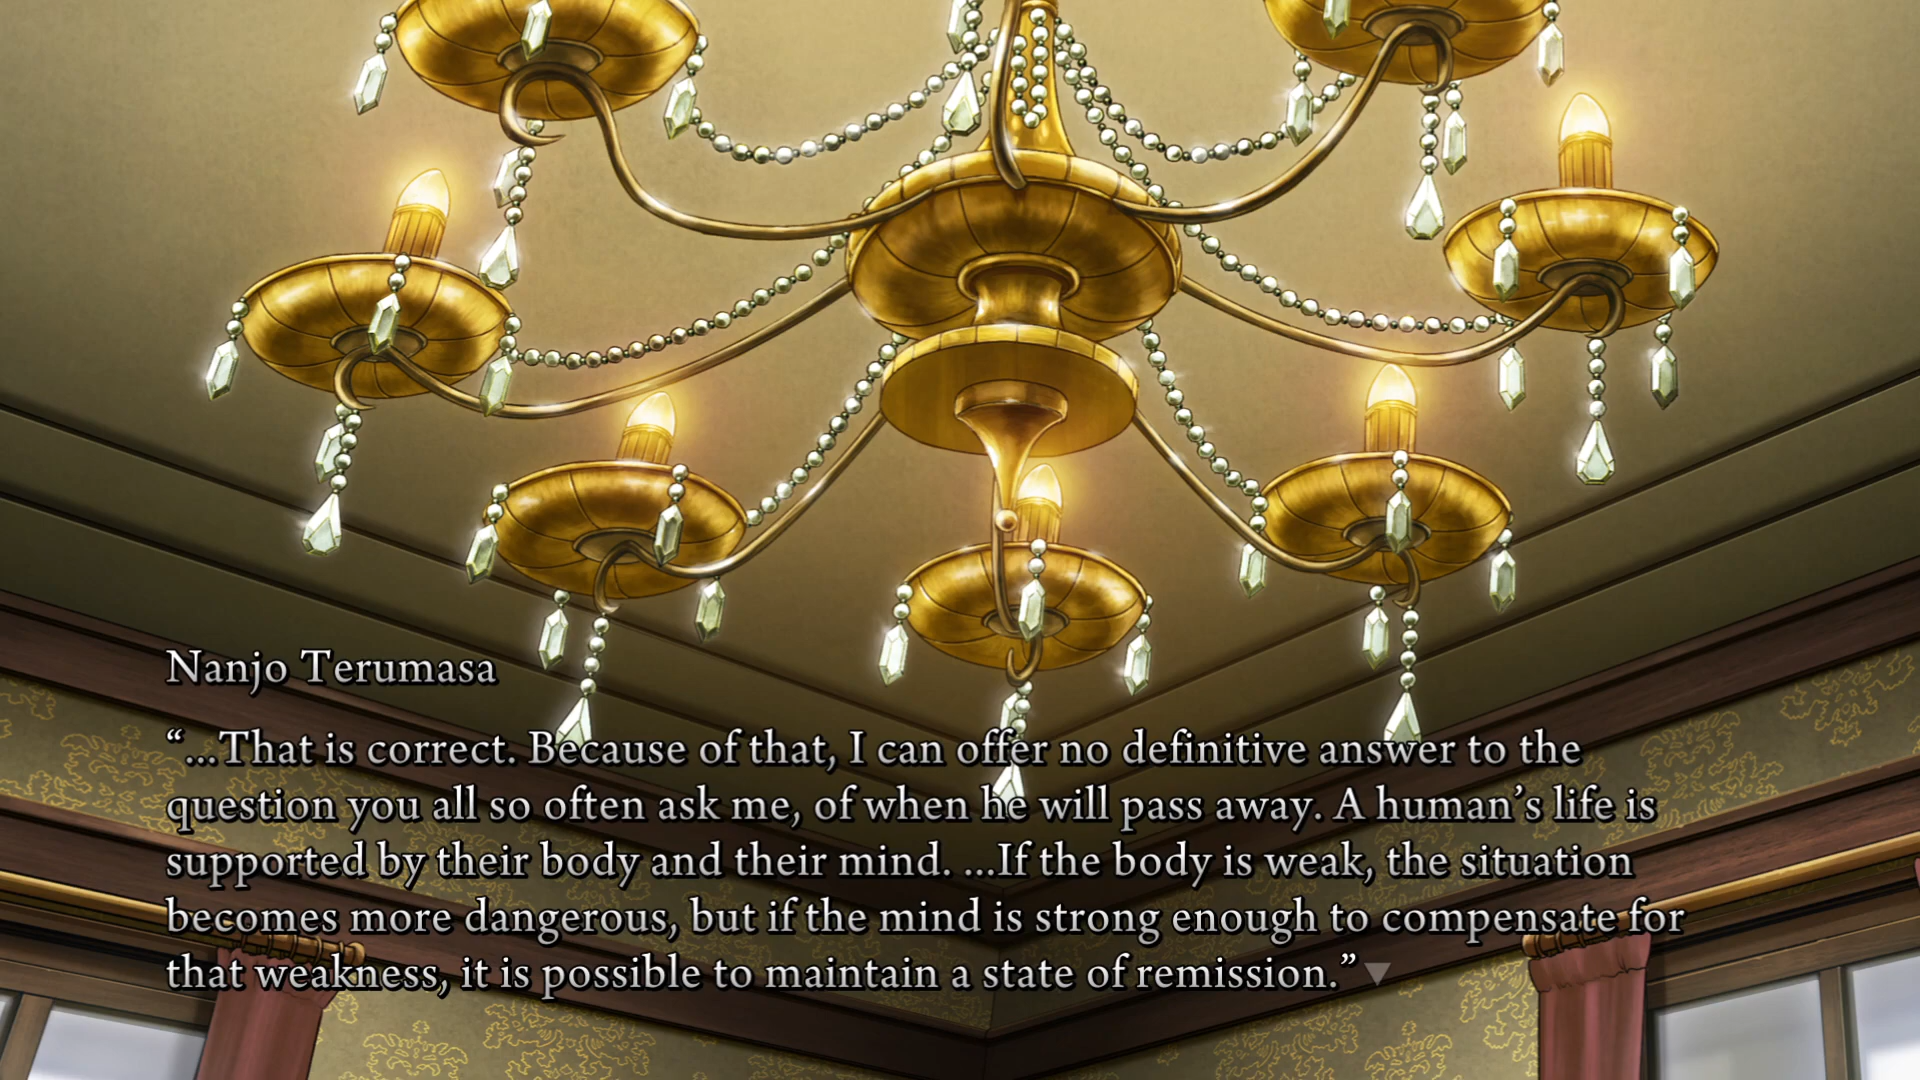 Nanjo Terumasa
“...That is correct. Because of that, I can offer no definitive answer to the
question you all so often ask me, of when he will pass away. A human’s life is
supported by their body and their mind. ...If the body is weak, the situation
becomes more dangerous, but if the mind is strong enough to compensate for
that weakness, it is possible to maintain a state of remission.”